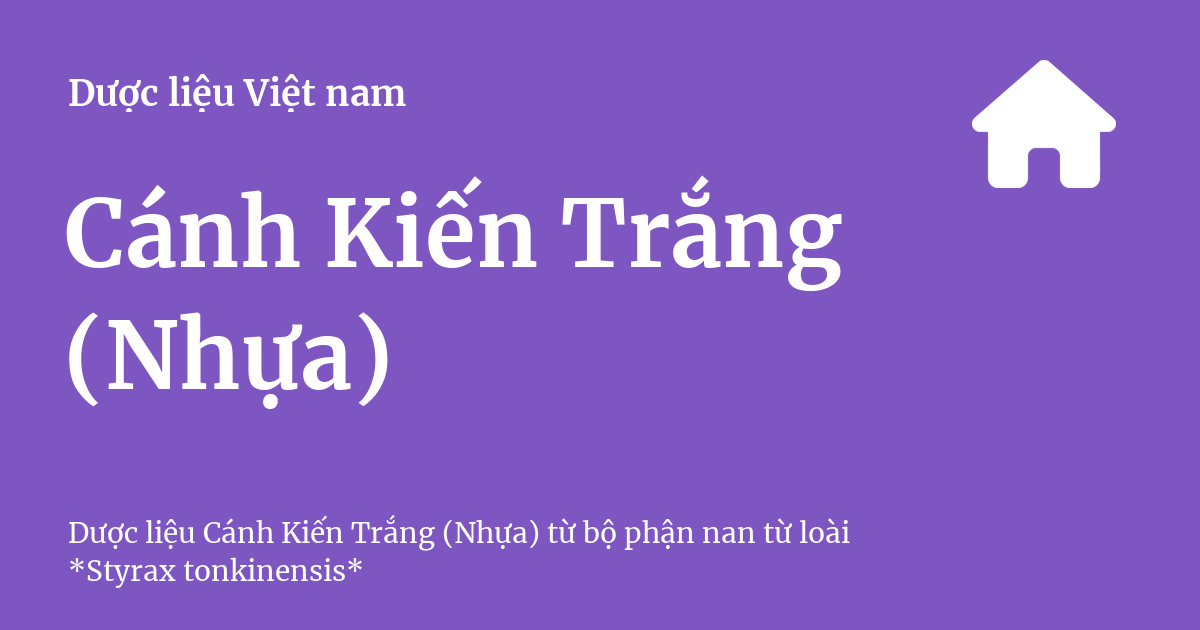 Dược liệu Việt nam
Cánh Kiến Trắng
(Nhựa)
Dược liệu Cánh Kiến Trắng (Nhựa) từ bộ phận nan từ loài
*Styrax tonkinensis*